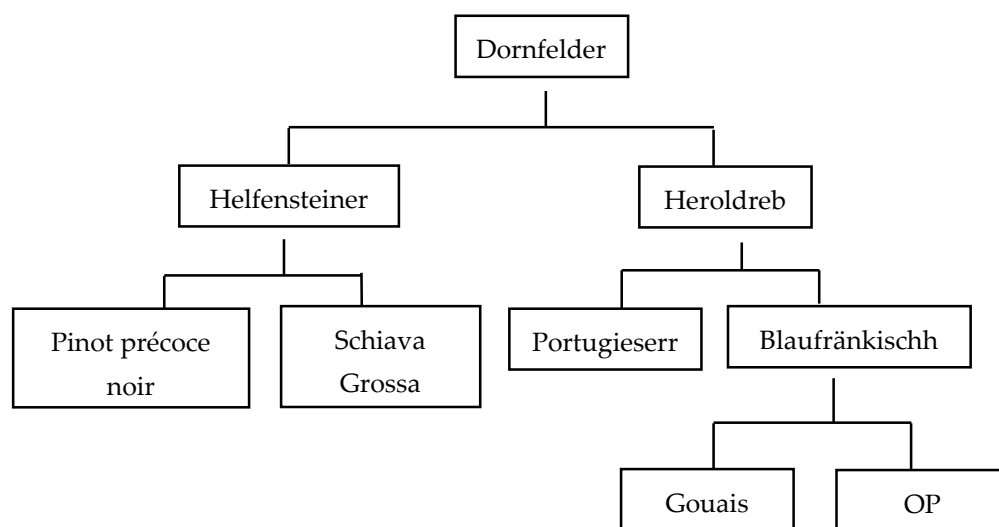 Dornfelder
Helfensteiner
Heroldreb
Pinot précoce
noir
Schiava
Grossa
Portugieserr
Blaufränkischh
Gouais
OP